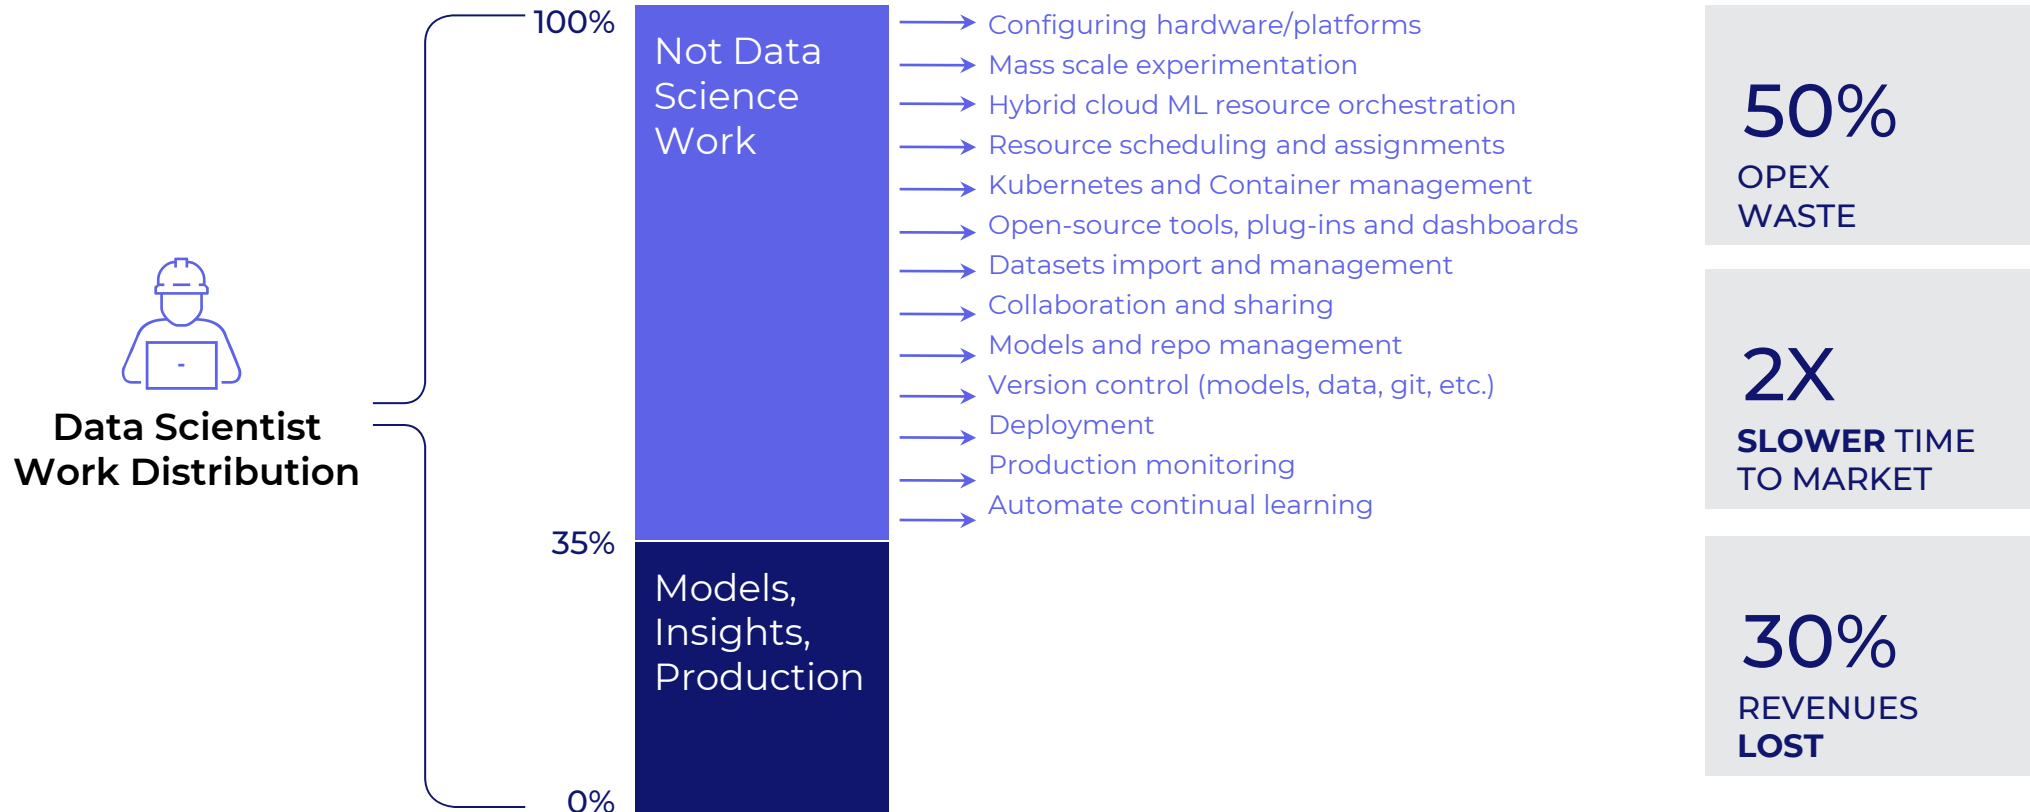 Data Scientist
Work Distribution
100%
35%
0%
Not Data
Science
Work
Models,
Insights,
Production
Configuring hardware/platforms
Mass scale experimentation
Hybrid cloud ML resource orchestration
Resource scheduling and assignments
Kubernetes and Container management
Open-source tools, plug-ins and dashboards
Datasets import and management
Collaboration and sharing
Models and repo management
Version control (models, data, git, etc.)
Deployment
Production monitoring
Automate continual learning
50%
OPEX
WASTE
2X
SLOWER TIME
TO MARKET
30%
REVENUES
LOST